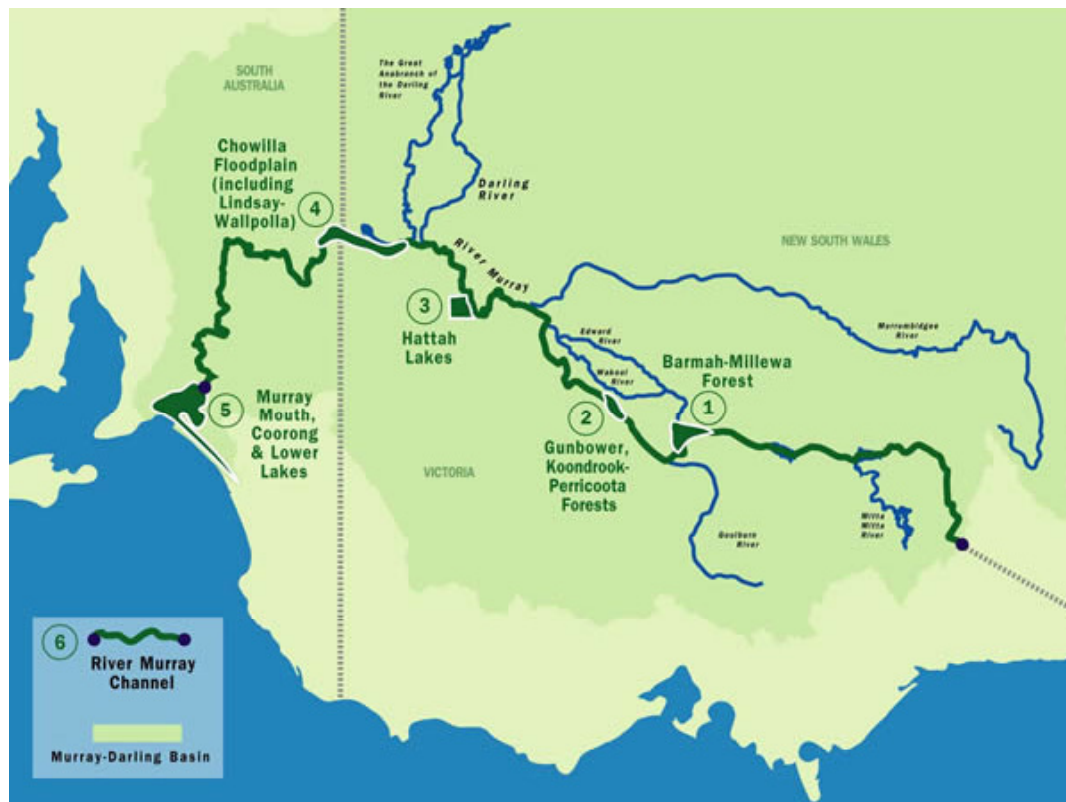 SOUTH
AUSTRALIA
The Great
Anabranch of
the Darling
River
Chowilla
Floodplain
(including
Lindsay-
Wallpolla)
4
Darling
River
River Murray
NEW SOUTH WALES
3
Hattah
Lakes
Edward
River
Wakool
River
Murrumbidgee
River
Barmah-Millewa
Forest
1
2
Gunbower,
Koondrook-
Perricoota
Forests
5
Murray
Mouth,
Coorong
& Lower
Lakes
VICTORIA
Goulburn
River
Mitta
Mitta
River
6
River Murray
Channel
Murray-Darling Basin